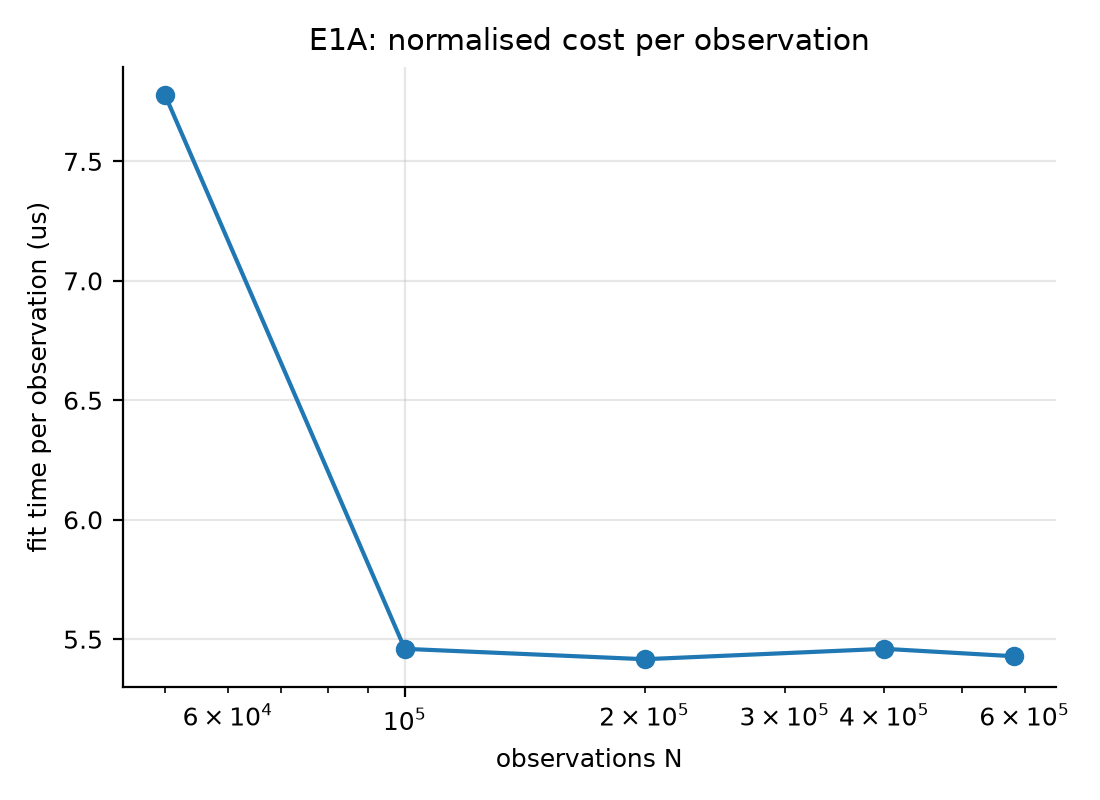 E1A: normalised cost per observation
fit time per observation (us)
7.5
7.0
6.5
6.0
5.5
6 × 10⁴
10⁵
2 × 10⁵
3 × 10⁵
4 × 10⁵
6 × 10⁵
observations N